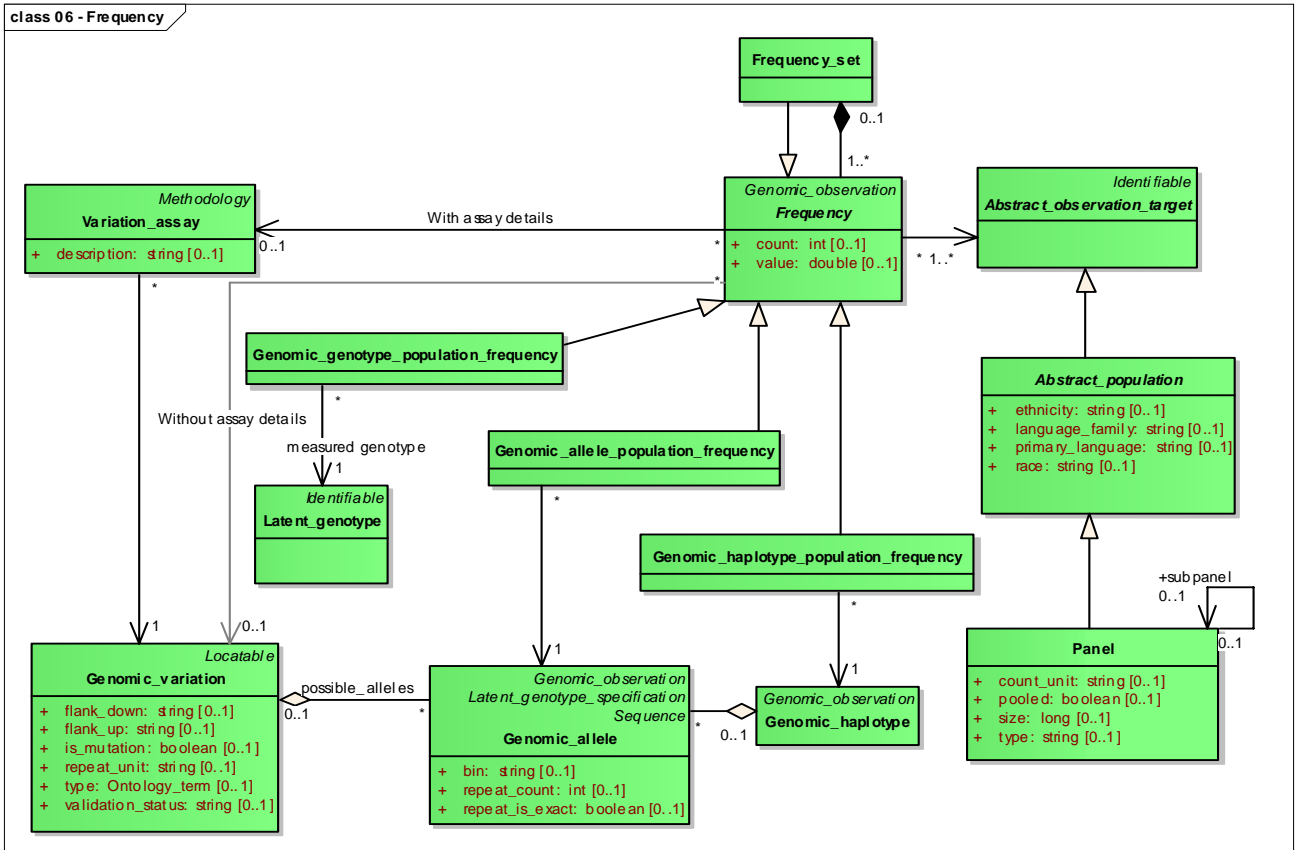 class 06 - Frequency
Frequency_set
0..1
1..*
Methodology
Variation_assay
+ description: string [0..1]
With assay details
0..1
*
*
Genomic_observation
Frequency
+ count: int [0..1]
+ value: double [0..1]
* 1..*
Identifiable
Abstract_observation_target
*
Genomic_genotype_population_frequency
*
Without assay details
measured genotype
1
Identifiable
Latent_genotype
Genomic_allele_population_frequency
*
Abstract_population
+ ethnicity: string [0..1]
+ language_family: string [0..1]
+ primary_language: string [0..1]
+ race: string [0..1]
Genomic_haplotype_population_frequency
*
+subpanel
0..1
0..1
1
0..1
Locatable
Genomic_variation
+ flank_down: string [0..1]
+ flank_up: string [0..1]
+ is_mutation: boolean [0..1]
+ repeat_unit: string [0..1]
+ type: Ontology_term [0..1]
+ validation_status: string [0..1]
possible_alleles
0..1
*
1
Genomic_observation
Latent_genotype_specification
Sequence
Genomic_allele
+ bin: string [0..1]
+ repeat_count: int [0..1]
+ repeat_is_exact: boolean [0..1]
*
0..1
1
Genomic_observation
Genomic_haplotype
Panel
+ count_unit: string [0..1]
+ pooled: boolean [0..1]
+ size: long [0..1]
+ type: string [0..1]